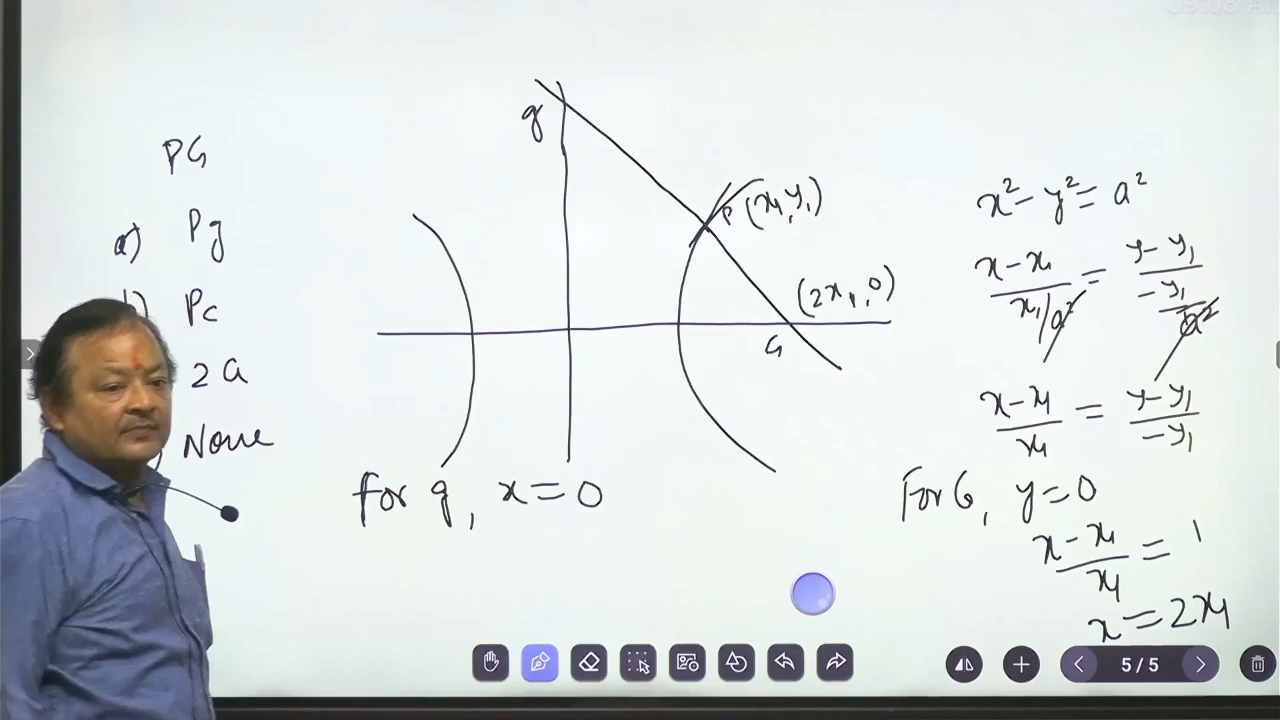 PG
a) Pg
b) Pc
2a
None
g
P (x₁, y₁)
(2x₁, 0)
G
for g, x = 0
x² - y² = a²
(x - x₁)/(x₁/a²) = (y - y₁)/(-y₁/a²)
(x - x₁)/x₁ = (y - y₁)/(-y₁)
For G, y = 0
(x - x₁)/x₁ = 1
x = 2x₁
5/5